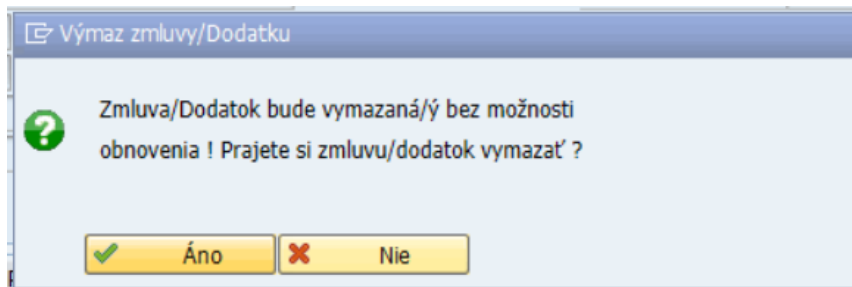 Výmaz zmluvy/Dodatku
Zmluva/Dodatok bude vymazaná/ý bez možnosti
obnovenia ! Prajete si zmluvu/dodatok vymazať ?
Áno
Nie